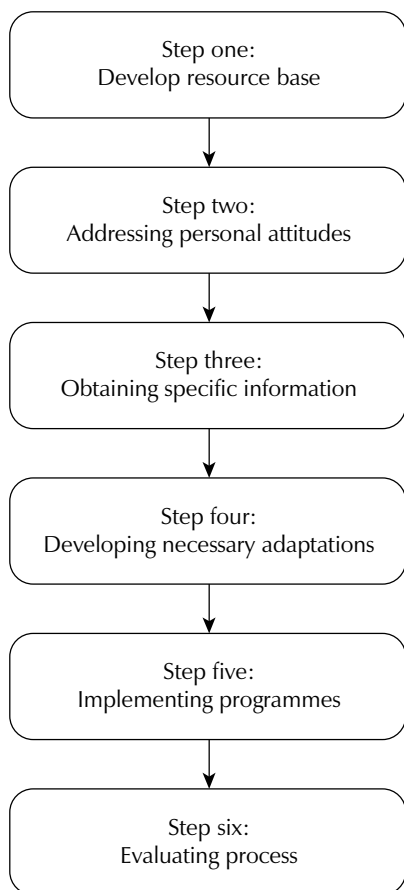 Step one:
Develop resource base
Step two:
Addressing personal attitudes
Step three:
Obtaining specific information
Step four:
Developing necessary adaptations
Step five:
Implementing programmes
Step six:
Evaluating process